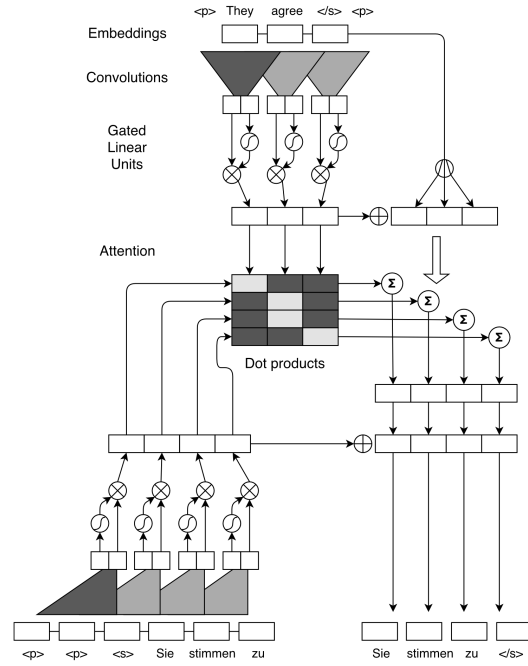 <p> They agree </s> <p>
Embeddings
Convolutions
Gated
Linear
Units
Attention
Σ
Σ
Σ
Σ
Dot products
<p> <p> <s> Sie stimmen zu
Sie stimmen zu </s>